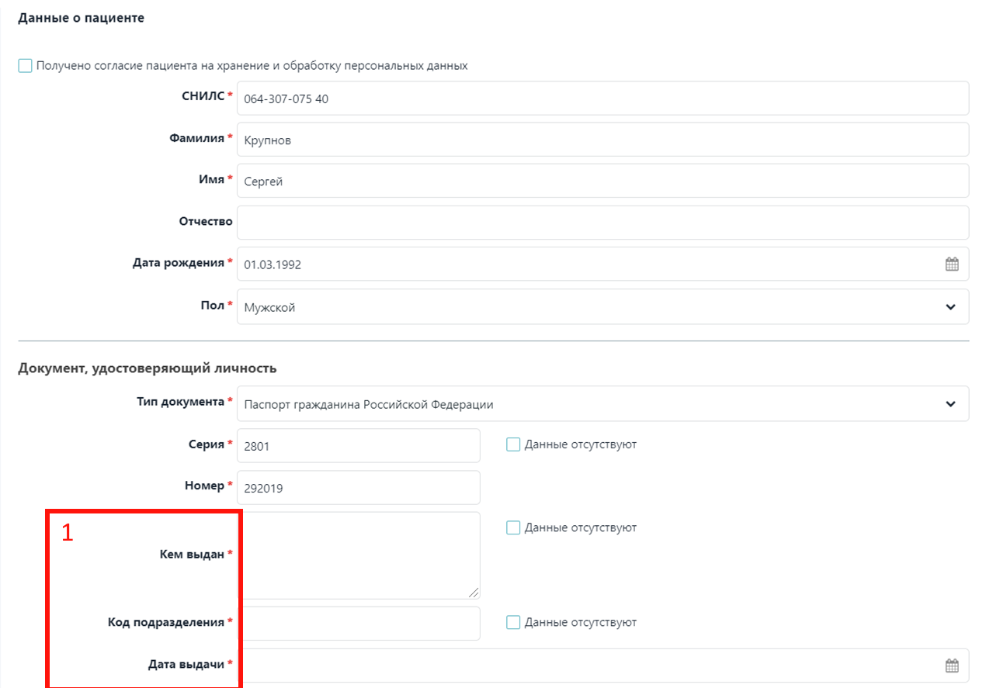 Данные о пациенте
Получено согласие пациента на хранение и обработку персональных данных
СНИЛС * 064-307-075 40
Фамилия * Крупнов
Имя * Сергей
Отчество
Дата рождения * 01.03.1992
Пол * Мужской
Документ, удостоверяющий личность
Тип документа * Паспорт гражданина Российской Федерации
Серия * 2801 Данные отсутствуют
Номер * 292019
1
Кем выдан * Данные отсутствуют
Код подразделения * Данные отсутствуют
Дата выдачи *